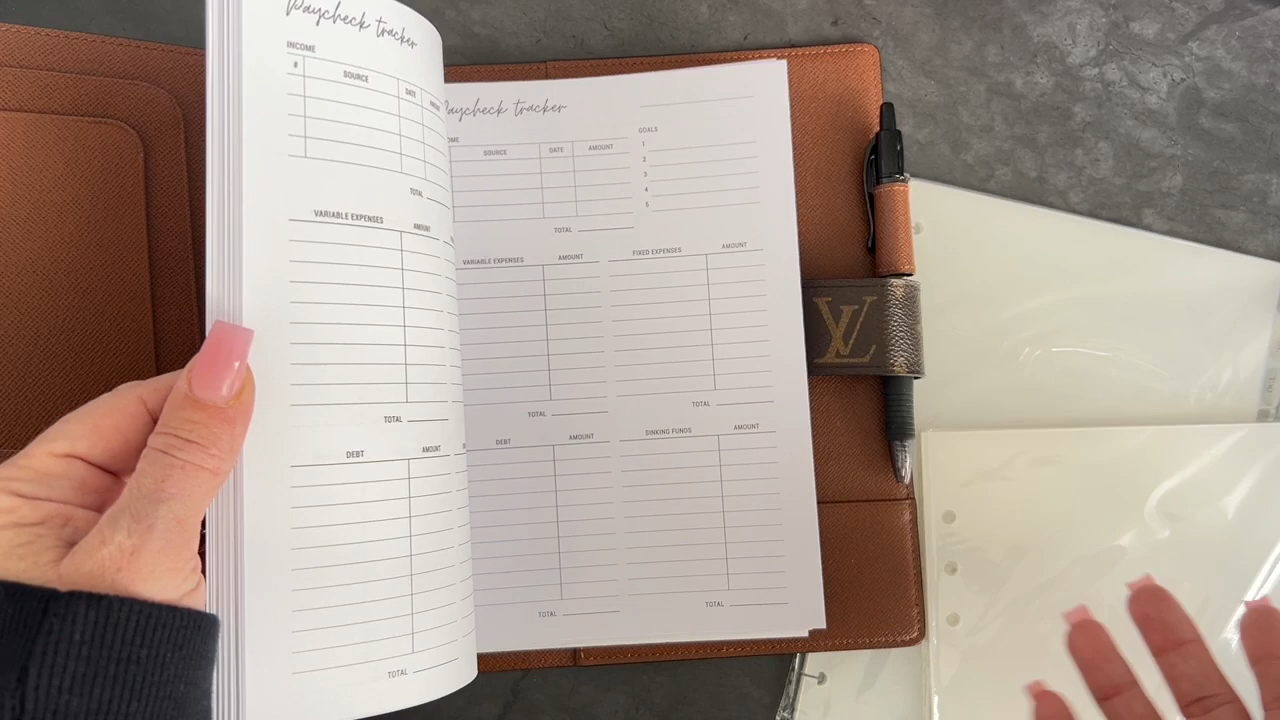 Paycheck tracker
INCOME
# SOURCE DATE
TOTAL
VARIABLE EXPENSES AMOUNT
TOTAL
DEBT AMOUNT
TOTAL
Paycheck tracker
SOURCE DATE AMOUNT
TOTAL
GOALS
1
2
3
4
5
VARIABLE EXPENSES AMOUNT
TOTAL
FIXED EXPENSES AMOUNT
TOTAL
DEBT AMOUNT
TOTAL
SINKING FUNDS AMOUNT
TOTAL
LV